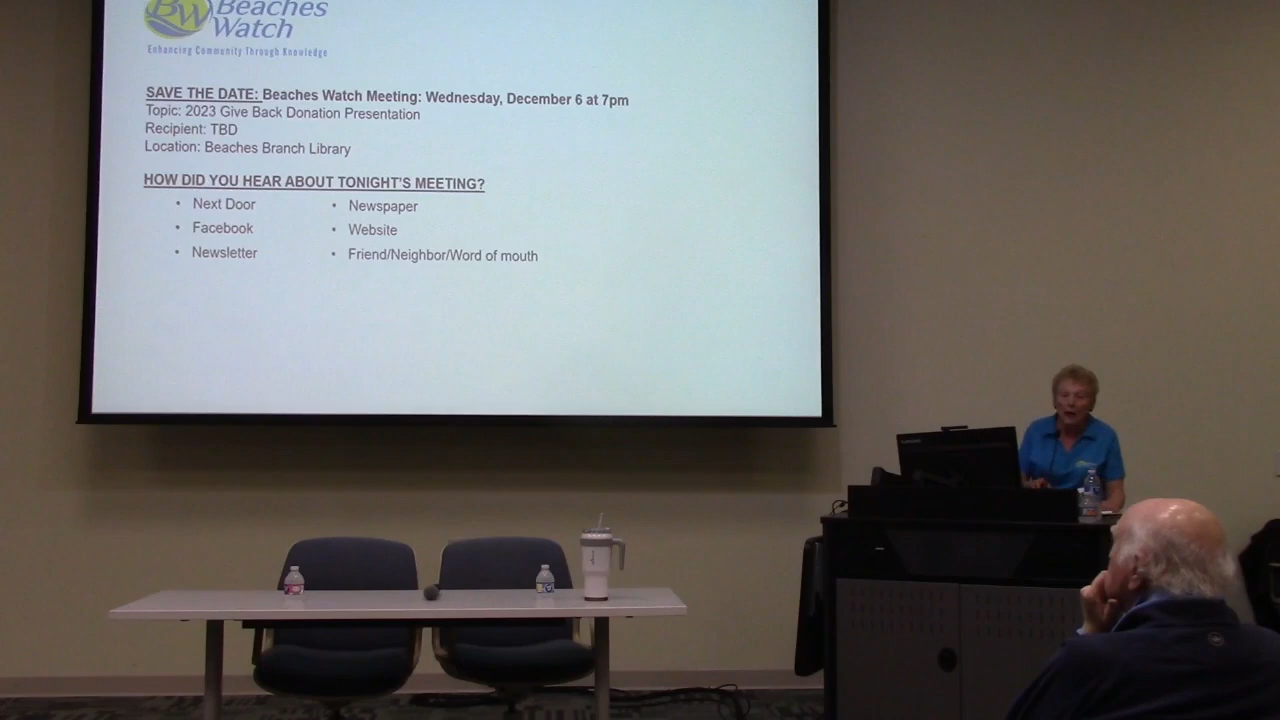 BW Beaches
Watch
Enhancing Community Through Knowledge
SAVE THE DATE: Beaches Watch Meeting: Wednesday, December 6 at 7pm
Topic: 2023 Give Back Donation Presentation
Recipient: TBD
Location: Beaches Branch Library
HOW DID YOU HEAR ABOUT TONIGHT'S MEETING?
• Next Door • Newspaper
• Facebook • Website
• Newsletter • Friend/Neighbor/Word of mouth